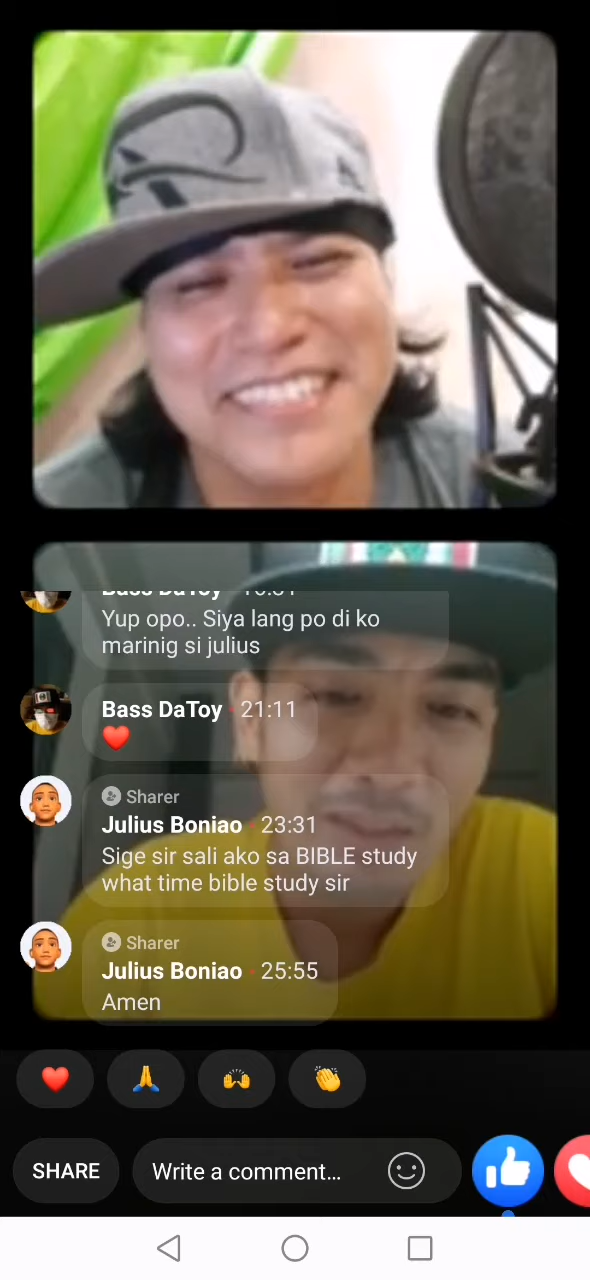 Bass DaToy
Yup opo.. Siya lang po di ko
marinig si julius
Bass DaToy · 21:11
Sharer
Julius Boniao · 23:31
Sige sir sali ako sa BIBLE study
what time bible study sir
Sharer
Julius Boniao · 25:55
Amen
SHARE
Write a comment...